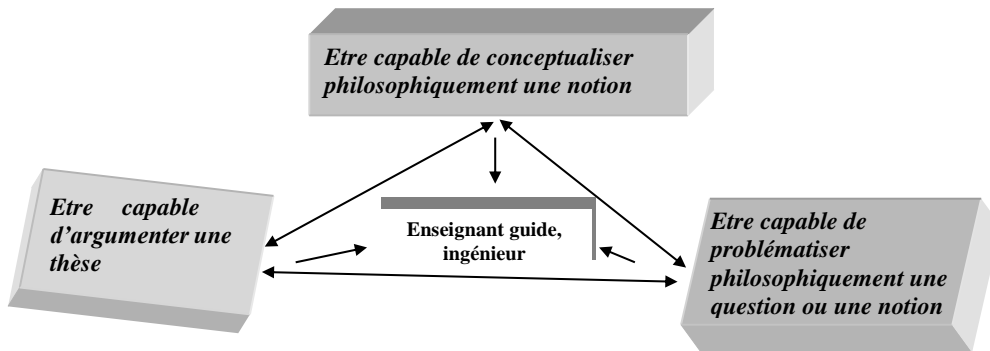 Etre capable de conceptualiser
philosophiquement une notion
Etre capable
d'argumenter une
thèse
Enseignant guide,
ingénieur
Etre capable de
problématiser
philosophiquement une
question ou une notion